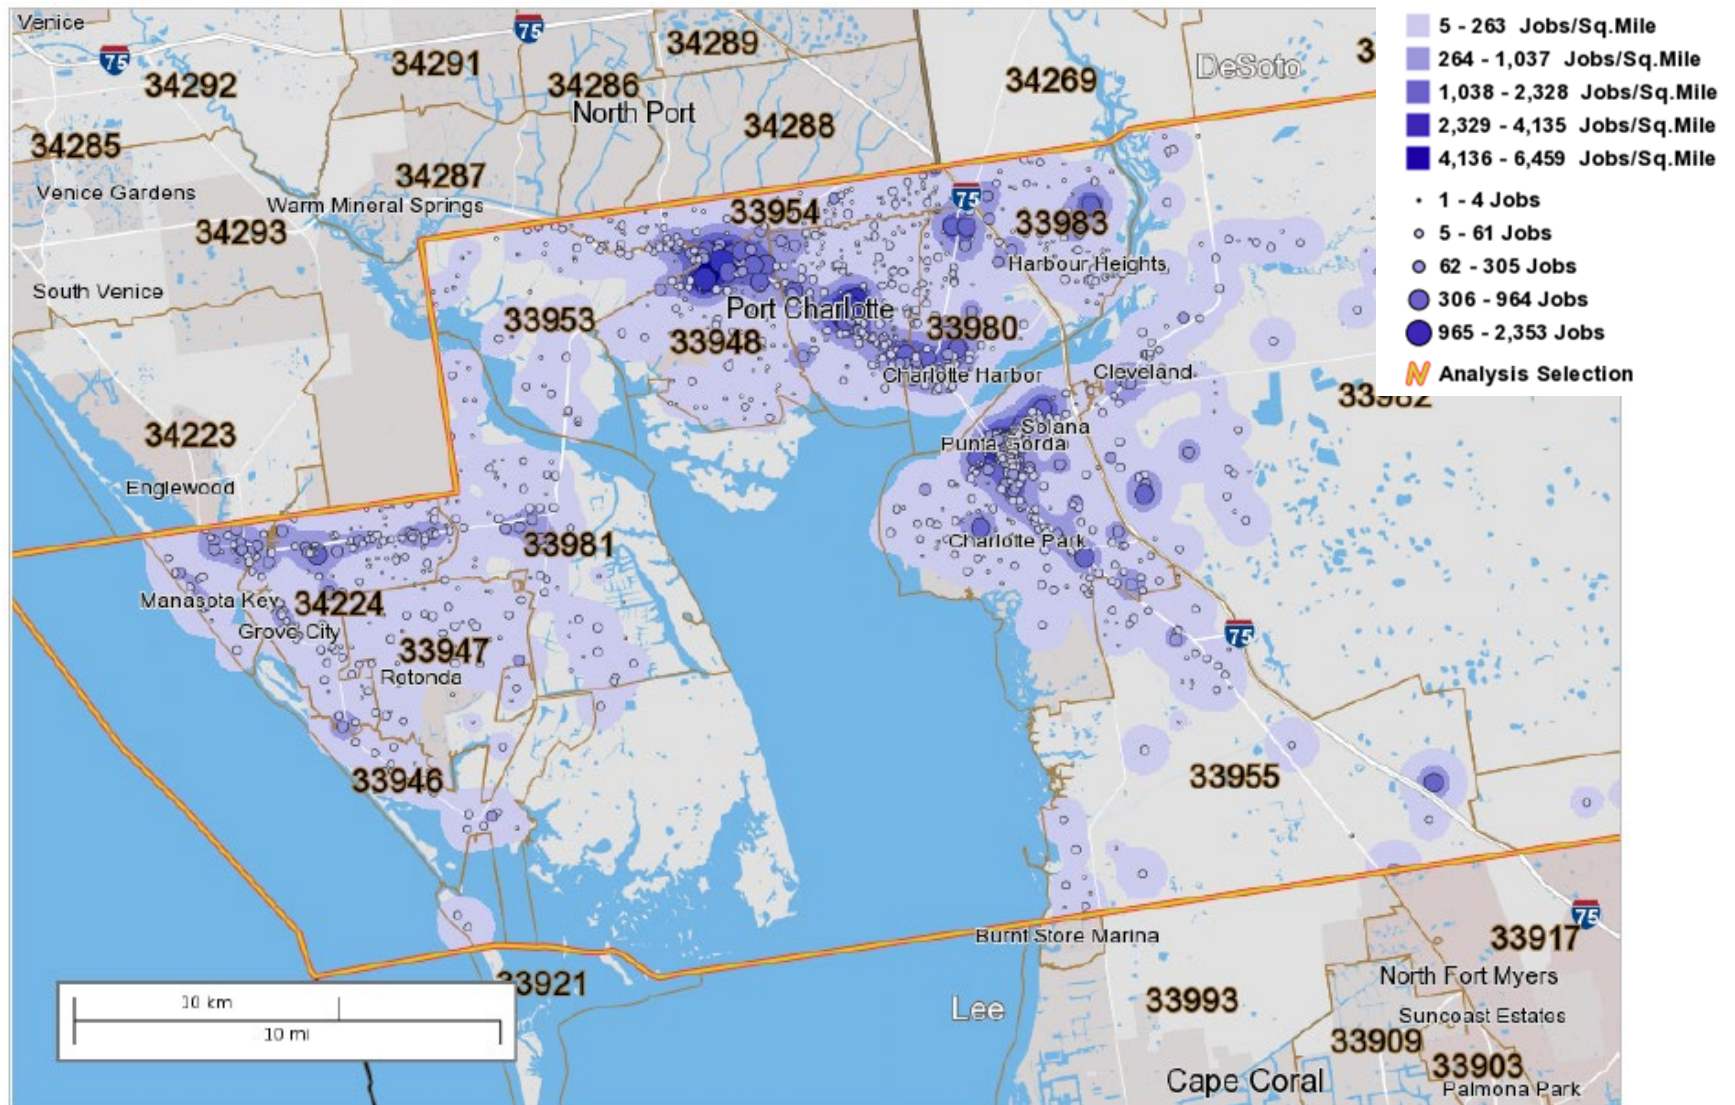 Venice
75
75
34289
34291
34292
34286
North Port
34269
DeSoto
3
34285
34288
34287
Venice Gardens
Warm Mineral Springs
34293
33954
75
33983
Harbour Heights
South Venice
33953
Port Charlotte
33948
33980
Charlotte Harbor
Cleveland
33982
34223
Solana
Punta Gorda
Englewood
33981
Charlotte Park
Manasota Key
34224
Grove City
33947
Rotonda
75
33946
33955
Burnt Store Marina
75
33917
33921
North Fort Myers
Lee
33993
Suncoast Estates
33909
33903
Cape Coral
Palmona Park
10 km
10 mi
5 - 263 Jobs/Sq.Mile
264 - 1,037 Jobs/Sq.Mile
1,038 - 2,328 Jobs/Sq.Mile
2,329 - 4,135 Jobs/Sq.Mile
4,136 - 6,459 Jobs/Sq.Mile
1 - 4 Jobs
5 - 61 Jobs
62 - 305 Jobs
306 - 964 Jobs
965 - 2,353 Jobs
Analysis Selection